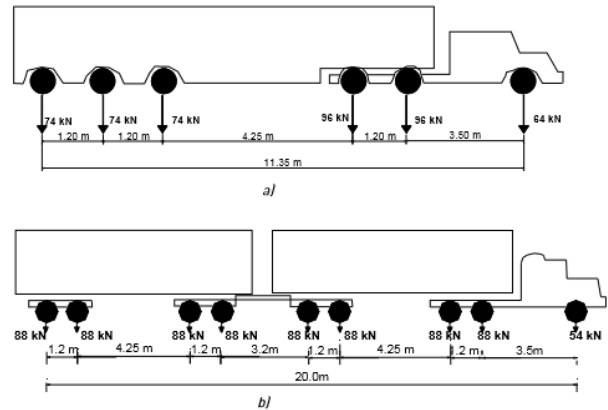 74 kN 74 kN 74 kN 96 kN 96 kN 64 kN
1.20 m 1.20 m 4.25 m 1.20 m 3.50 m
11.35 m
a)
88 kN 88 kN 88 kN 88 kN 88 kN 88 kN 88 kN 88 kN 54 kN
1.2 m 4.25 m 1.2 m 3.2m 1.2 m 4.25 m 1.2 m 3.5m
20.0m
b)